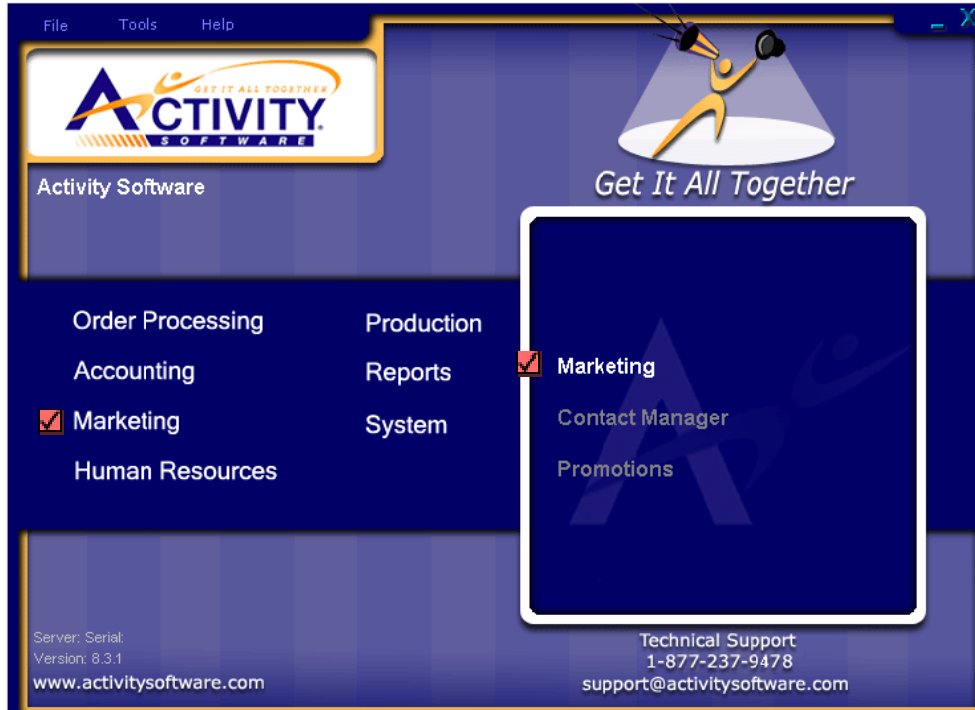 File Tools Help
_ X
GET IT ALL TOGETHER
ACTIVITY
SOFTWARE
Activity Software
Get It All Together
Order Processing
Accounting
Marketing
Human Resources
Production
Reports
System
Marketing
Contact Manager
Promotions
Server: Serial:
Version: 8.3.1
www.activitysoftware.com
Technical Support
1-877-237-9478
support@activitysoftware.com